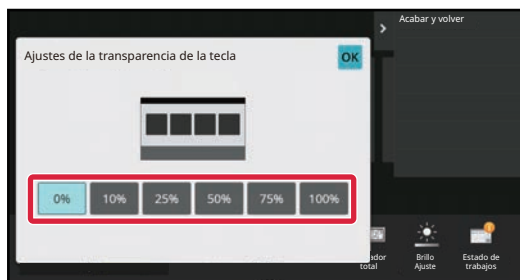 Acabar y volver
Ajustes de la transparencia de la tecla
OK
0% 10% 25% 50% 75% 100%
total
Brillo
Ajuste
Estado de
trabajos